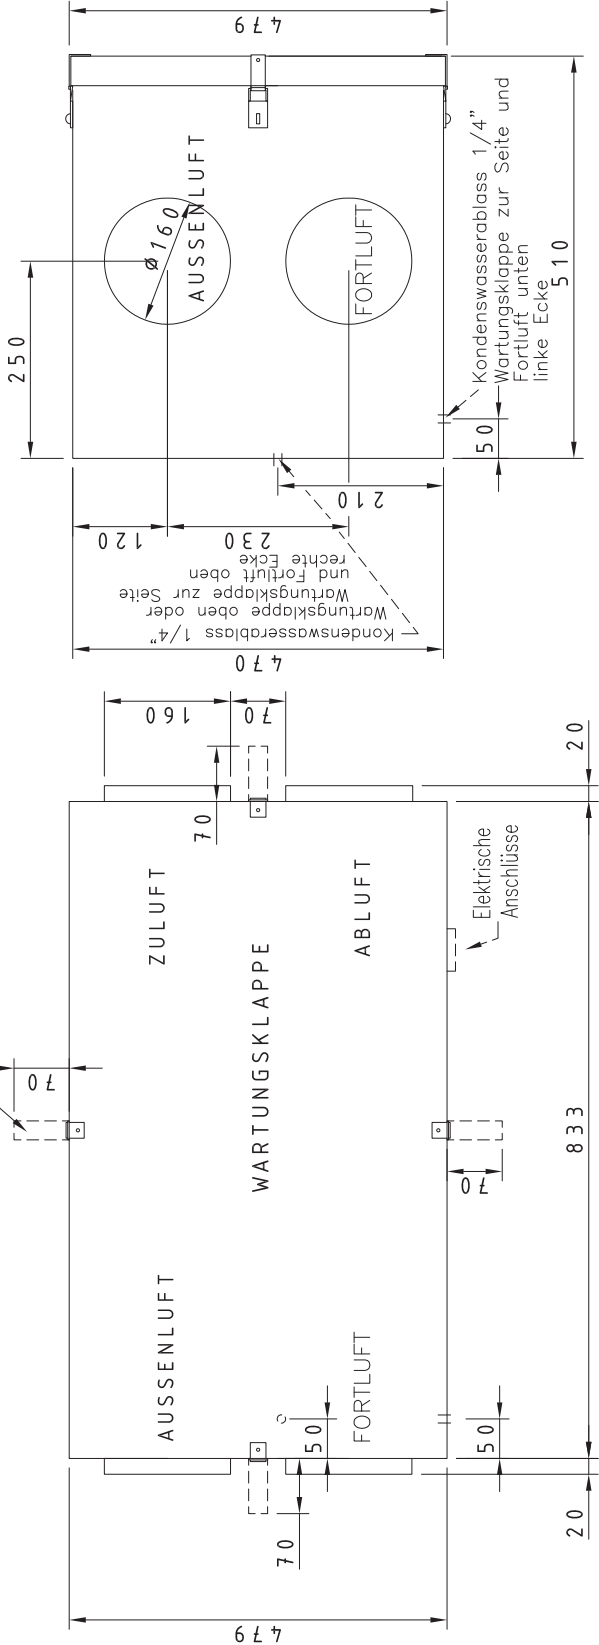 479
AUSSENLUFT
Ø160
FORTLUFT
250
510
Kondenswasserablass 1/4”
Wartungsklappe zur Seite und
Fortluft unten
linke Ecke
50
210
120
230
Kondenswasserablass 1/4”
Wartungsklappe oben oder
Wartungsklappe zur Seite
und Fortluft oben
rechte Ecke
470
160
70
20
70
ZULUFT
ABLUFT
Elektrische
Anschlüsse
WARTUNGSKLAPPE
70
833
70
AUSSENLUFT
FORTLUFT
50
50
70
20
479